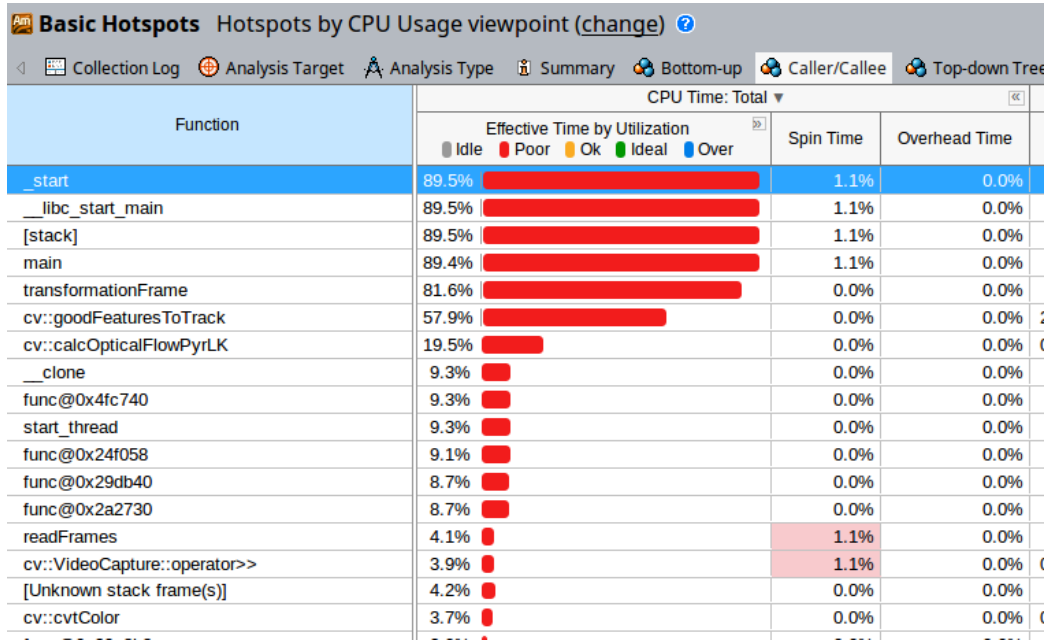 Am Basic Hotspots Hotspots by CPU Usage viewpoint (change) ?
Collection Log Analysis Target Analysis Type Summary Bottom-up Caller/Callee Top-down Tree
Function
CPU Time: Total
Effective Time by Utilization
Idle Poor Ok Ideal Over
Spin Time
Overhead Time
_start 89.5% 1.1% 0.0%
__libc_start_main 89.5% 1.1% 0.0%
[stack] 89.5% 1.1% 0.0%
main 89.4% 1.1% 0.0%
transformationFrame 81.6% 0.0% 0.0%
cv::goodFeaturesToTrack 57.9% 0.0% 0.0% 2
cv::calcOpticalFlowPyrLK 19.5% 0.0% 0.0%
__clone 9.3% 0.0% 0.0%
func@0x4fc740 9.3% 0.0% 0.0%
start_thread 9.3% 0.0% 0.0%
func@0x24f058 9.1% 0.0% 0.0%
func@0x29db40 8.7% 0.0% 0.0%
func@0x2a2730 8.7% 0.0% 0.0%
readFrames 4.1% 1.1% 0.0%
cv::VideoCapture::operator>> 3.9% 1.1% 0.0%
[Unknown stack frame(s)] 4.2% 0.0% 0.0%
cv::cvtColor 3.7% 0.0% 0.0%